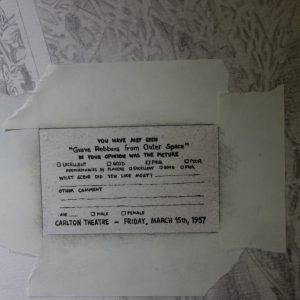 YOU HAVE JUST SEEN
"Grave Robbers from Outer Space"
IN YOUR OPINION WAS THE PICTURE
EXCELLENT GOOD FAIR POOR
PERFORMANCES BY PLAYERS EXCELLENT GOOD FAIR
WHAT SCENE DID YOU LIKE MOST?
OTHER COMMENT
AGE MALE FEMALE
CARLTON THEATRE - FRIDAY, MARCH 15th, 1957